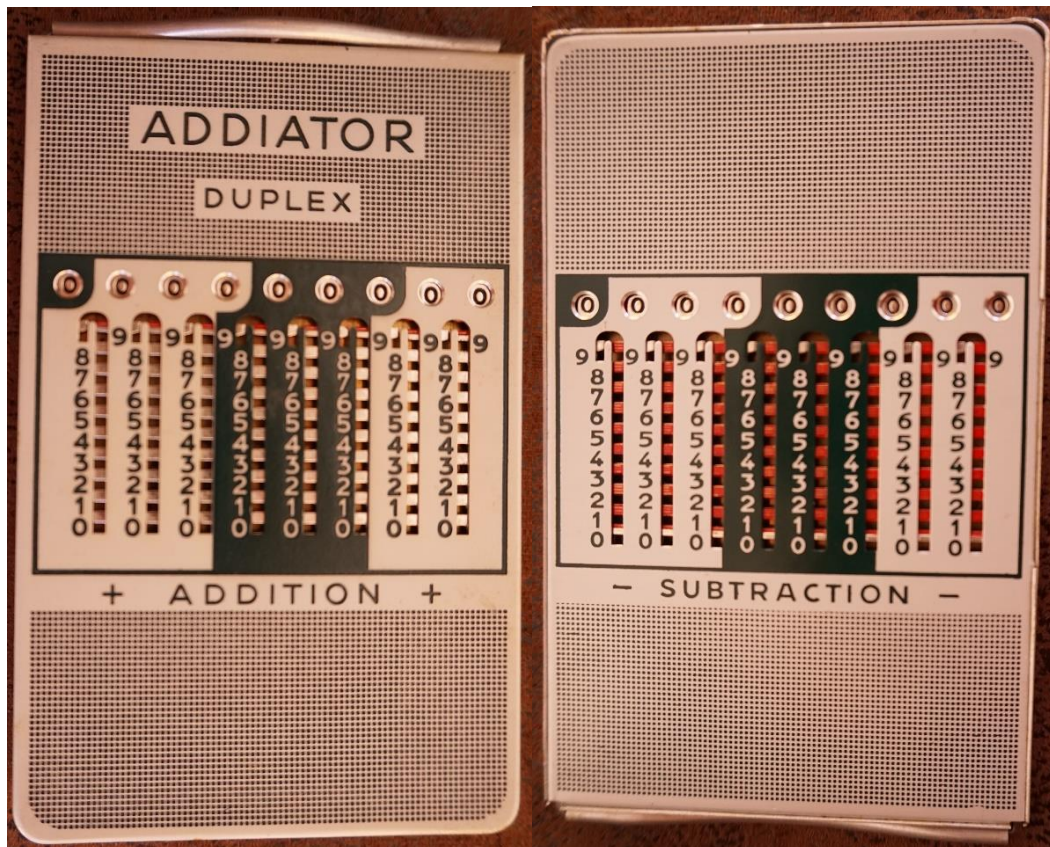 ADDIATOR
DUPLEX
0 0 0 0 0 0 0 0 0
9 9 9 9 9 9 9 9
8 8 8 8 8 8 8 8
7 7 7 7 7 7 7 7
6 6 6 6 6 6 6 6
5 5 5 5 5 5 5 5
4 4 4 4 4 4 4 4
3 3 3 3 3 3 3 3
2 2 2 2 2 2 2 2
1 1 1 1 1 1 1 1
0 0 0 0 0 0 0 0
+ ADDITION +
0 0 0 0 0 0 0 0 0
9 9 9 9 9 9 9 9 9
8 8 8 8 8 8 8 8
7 7 7 7 7 7 7 7
6 6 6 6 6 6 6 6
5 5 5 5 5 5 5 5
4 4 4 4 4 4 4 4
3 3 3 3 3 3 3 3
2 2 2 2 2 2 2 2
1 1 1 1 1 1 1 1
0 0 0 0 0 0 0 0
− SUBTRACTION −